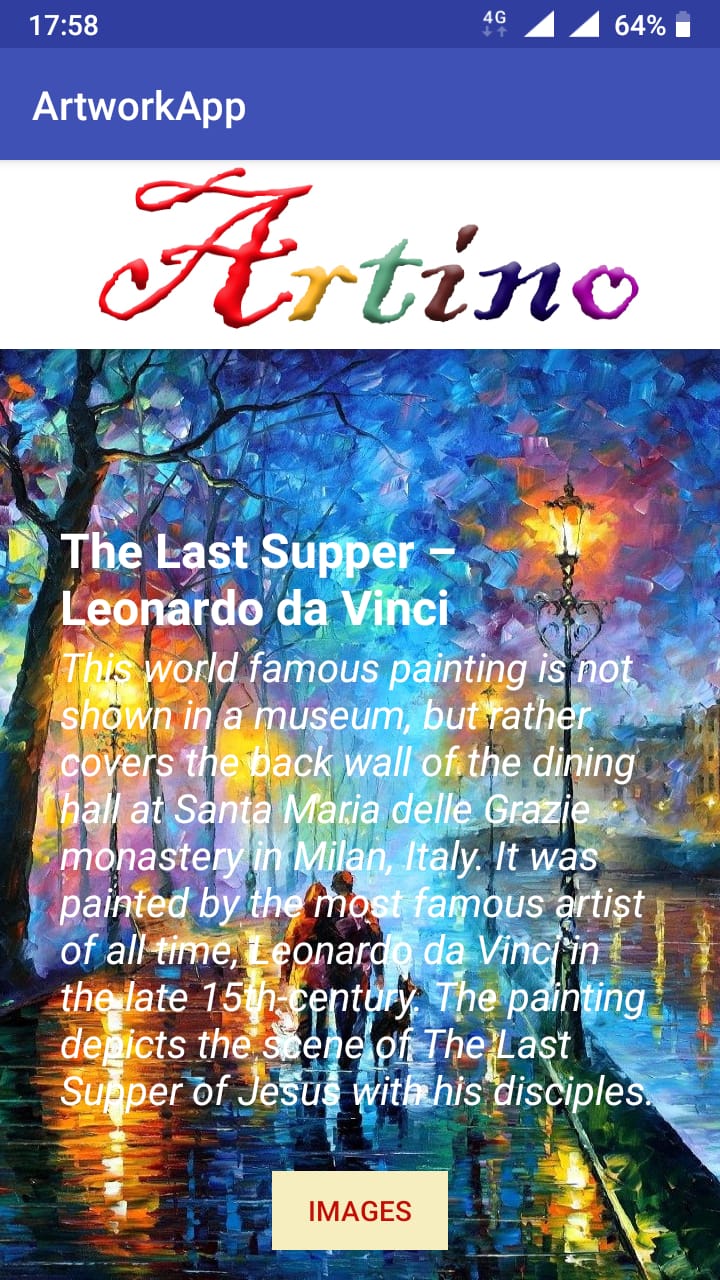 17:58 4G 64%
ArtworkApp
Artino
The Last Supper –
Leonardo da Vinci
This world famous painting is not
shown in a museum, but rather
covers the back wall of the dining
hall at Santa Maria delle Grazie
monastery in Milan, Italy. It was
painted by the most famous artist
of all time, Leonardo da Vinci in
the late 15th-century. The painting
depicts the scene of The Last
Supper of Jesus with his disciples.
IMAGES